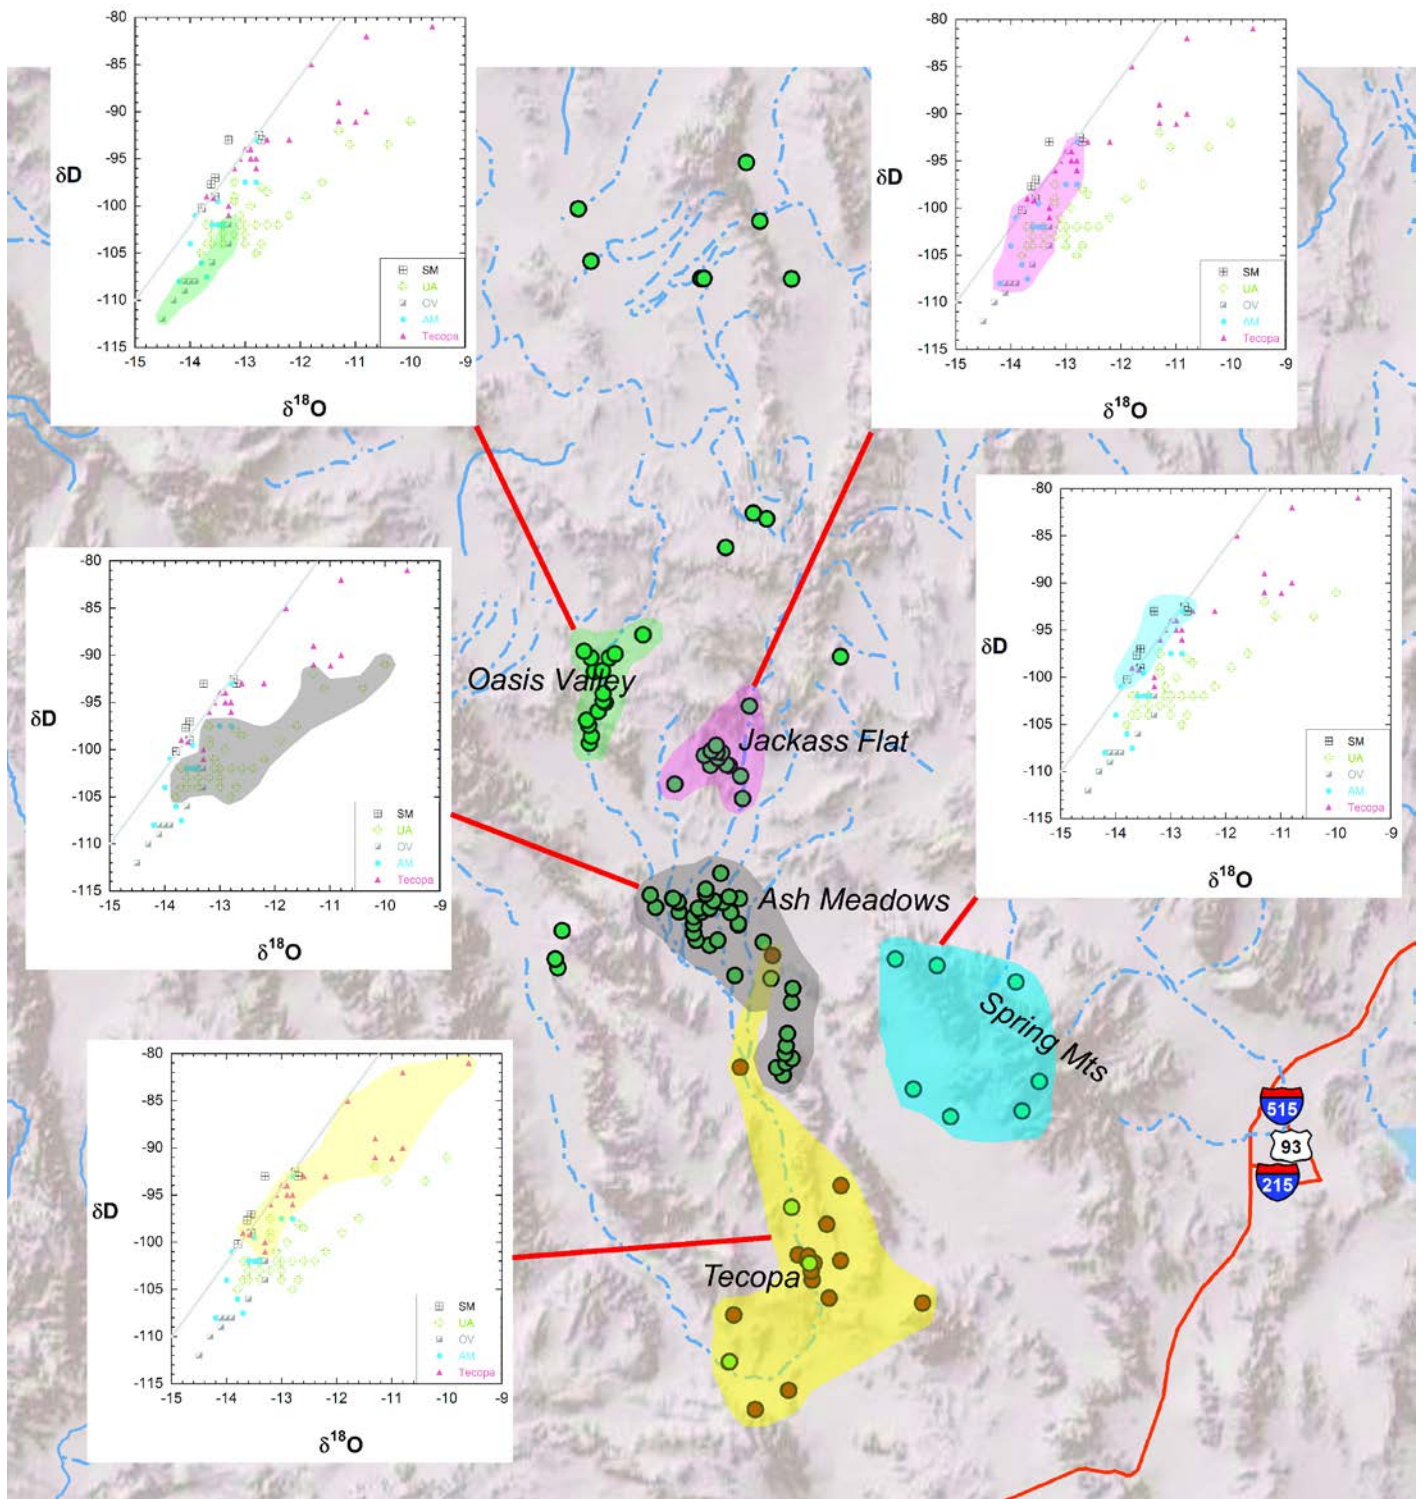 -80
-85
-90
-95
-100
-105
-110
-115
-15 -14 -13 -12 -11 -10 -9
δD
δ18O
SM
UA
OV
AM
Tecopa
-80
-85
-90
-95
-100
-105
-110
-115
-15 -14 -13 -12 -11 -10 -9
δD
δ18O
SM
UA
OV
AM
Tecopa
-80
-85
-90
-95
-100
-105
-110
-115
-15 -14 -13 -12 -11 -10 -9
δD
δ18O
SM
UA
OV
AM
Tecopa
-80
-85
-90
-95
-100
-105
-110
-115
-15 -14 -13 -12 -11 -10 -9
δD
δ18O
SM
UA
OV
AM
Tecopa
Oasis Valley
Jackass Flat
Ash Meadows
Spring Mts
-80
-85
-90
-95
-100
-105
-110
-115
-15 -14 -13 -12 -11 -10 -9
δD
δ18O
SM
UA
OV
AM
Tecopa
Tecopa
515
93
215